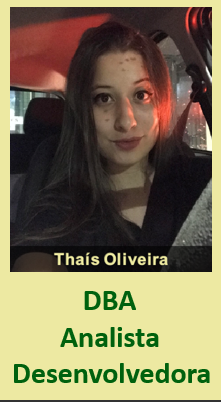 Thaís Oliveira
DBA
Analista
Desenvolvedora